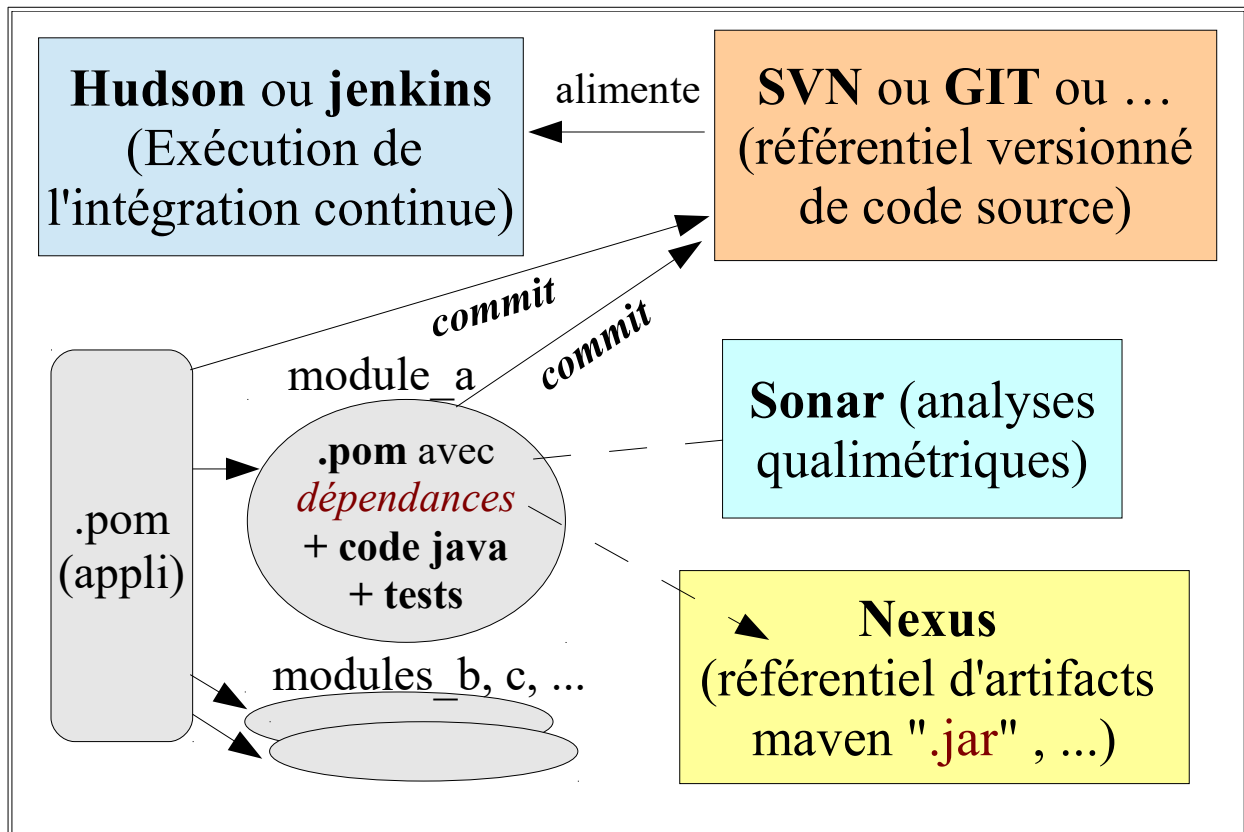 Hudson ou jenkins
(Exécution de
l'intégration continue)
alimente
SVN ou GIT ou …
(référentiel versionné
de code source)
commit
commit
.pom
(appli)
module_a
.pom avec
dépendances
+ code java
+ tests
modules_b, c, ...
Sonar (analyses
qualimétriques)
Nexus
(référentiel d'artifacts
maven ".jar" , ...)